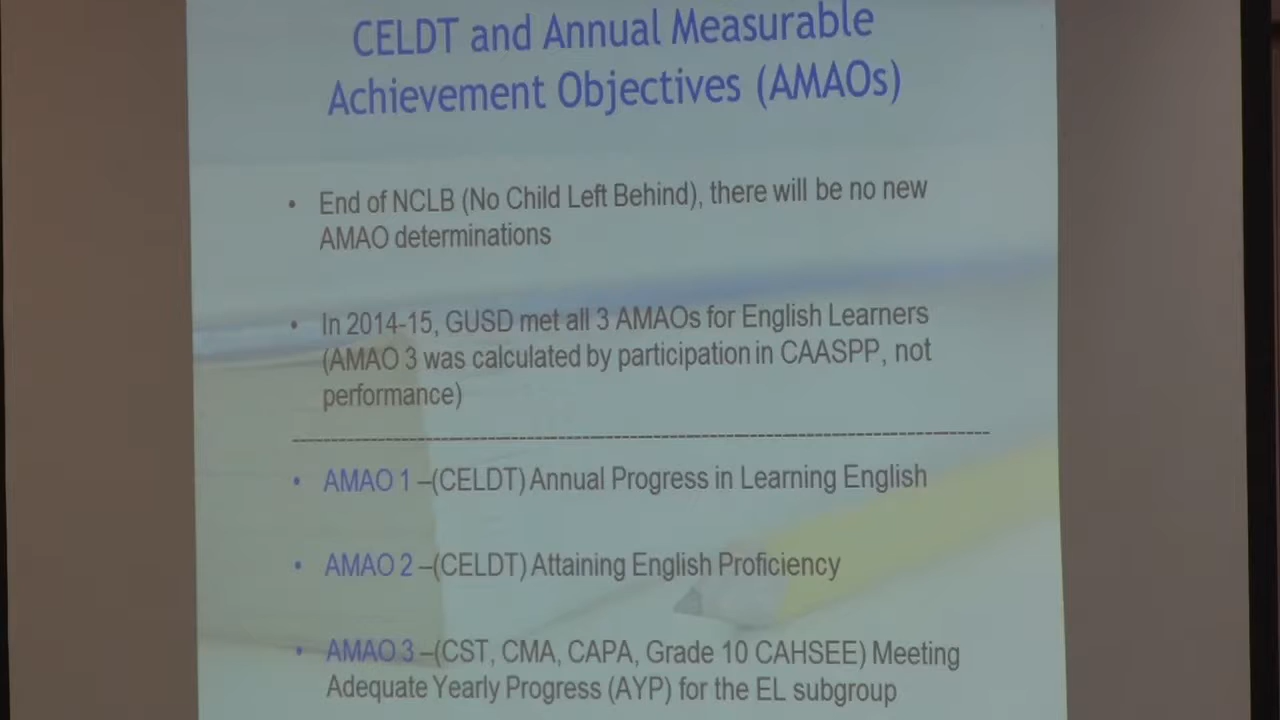 CELDT and Annual Measurable
Achievement Objectives (AMAOs)
• End of NCLB (No Child Left Behind), there will be no new
AMAO determinations
• In 2014-15, GUSD met all 3 AMAOs for English Learners
(AMAO 3 was calculated by participation in CAASPP, not
performance)
• AMAO 1 –(CELDT) Annual Progress in Learning English
• AMAO 2 –(CELDT) Attaining English Proficiency
• AMAO 3 –(CST, CMA, CAPA, Grade 10 CAHSEE) Meeting
Adequate Yearly Progress (AYP) for the EL subgroup